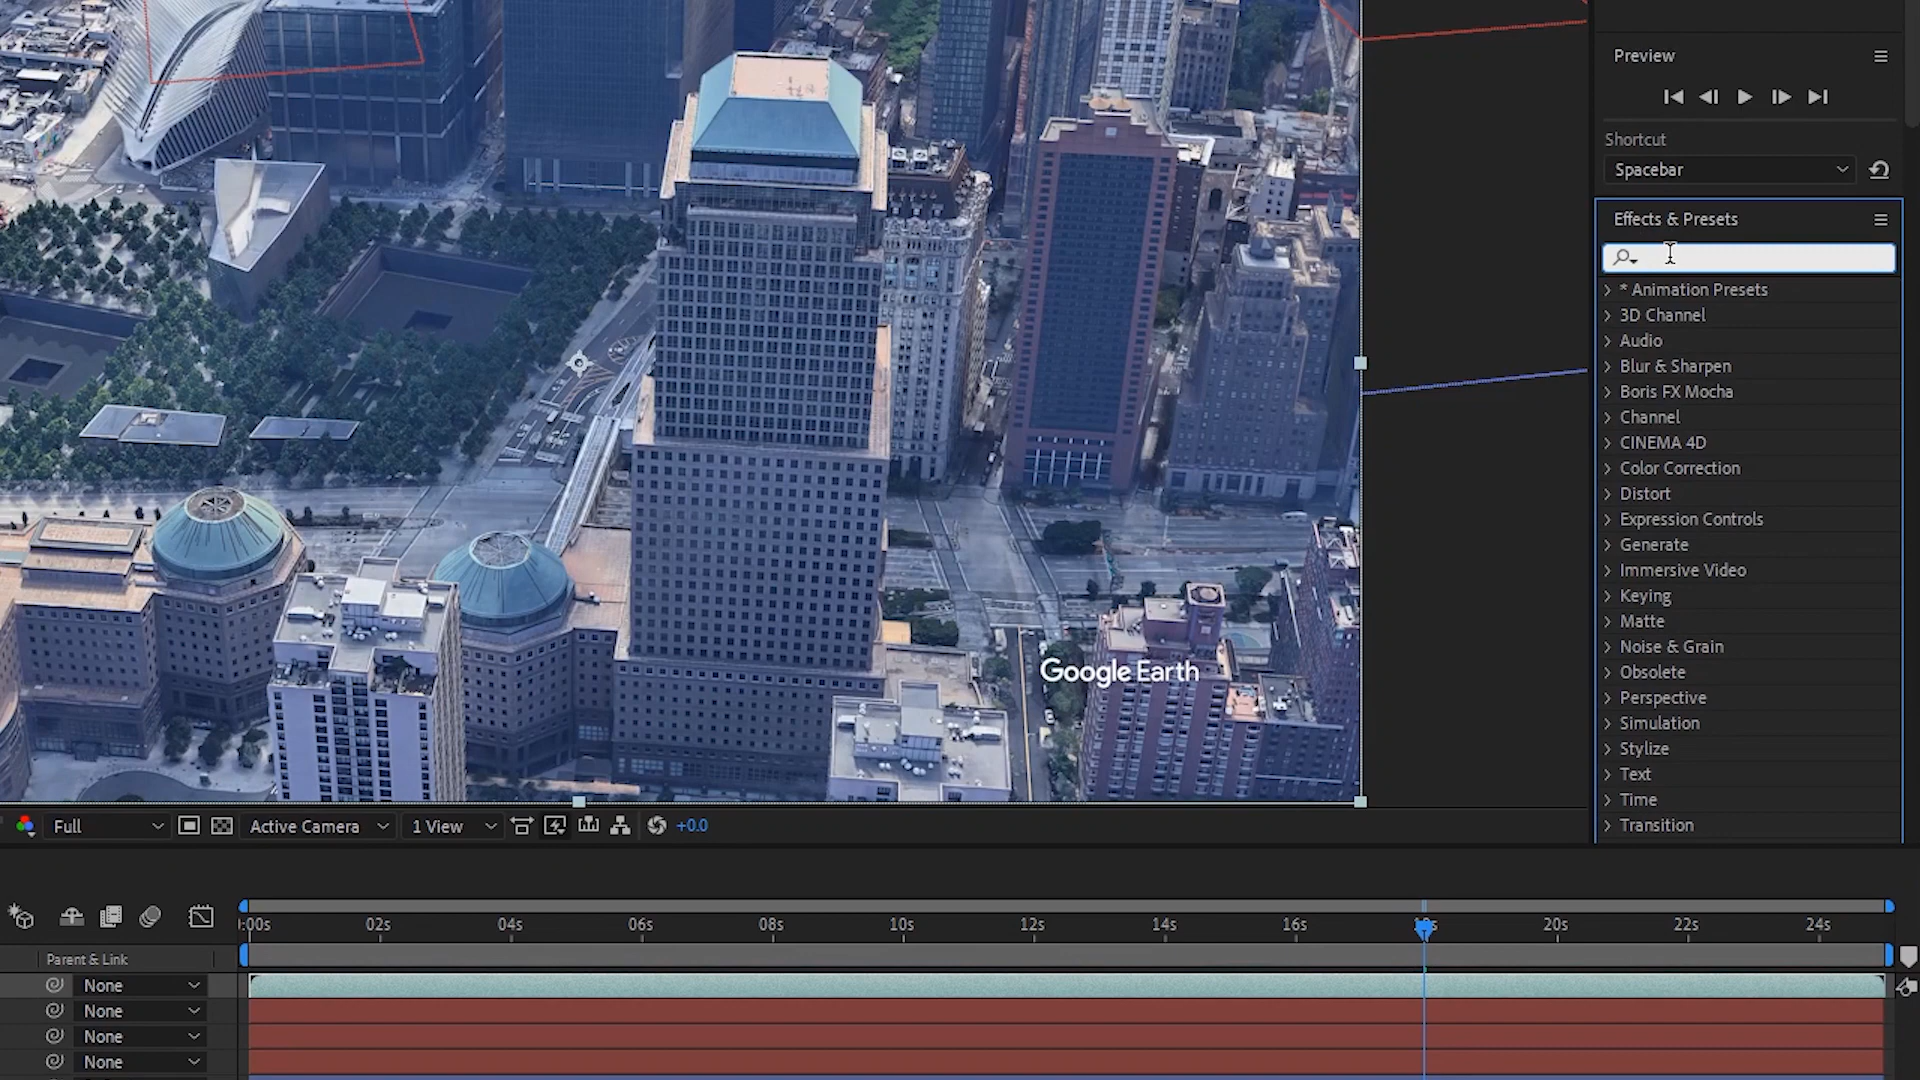 Preview
Shortcut
Spacebar
Effects & Presets
* Animation Presets
3D Channel
Audio
Blur & Sharpen
Boris FX Mocha
Channel
CINEMA 4D
Color Correction
Distort
Expression Controls
Generate
Immersive Video
Keying
Matte
Noise & Grain
Obsolete
Perspective
Simulation
Stylize
Text
Time
Transition
Google Earth
Full
Active Camera
1 View
+0.0
:00s 02s 04s 06s 08s 10s 12s 14s 16s 20s 22s 24s
Parent & Link
None
None
None
None